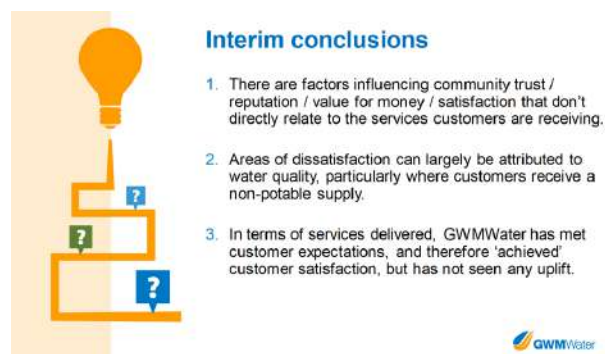 Interim conclusions
1. There are factors influencing community trust /
reputation / value for money / satisfaction that don't
directly relate to the services customers are receiving.
2. Areas of dissatisfaction can largely be attributed to
water quality, particularly where customers receive a
non-potable supply.
3. In terms of services delivered, GWMWater has met
customer expectations, and therefore 'achieved'
customer satisfaction, but has not seen any uplift.
?
?
?
GWMWater